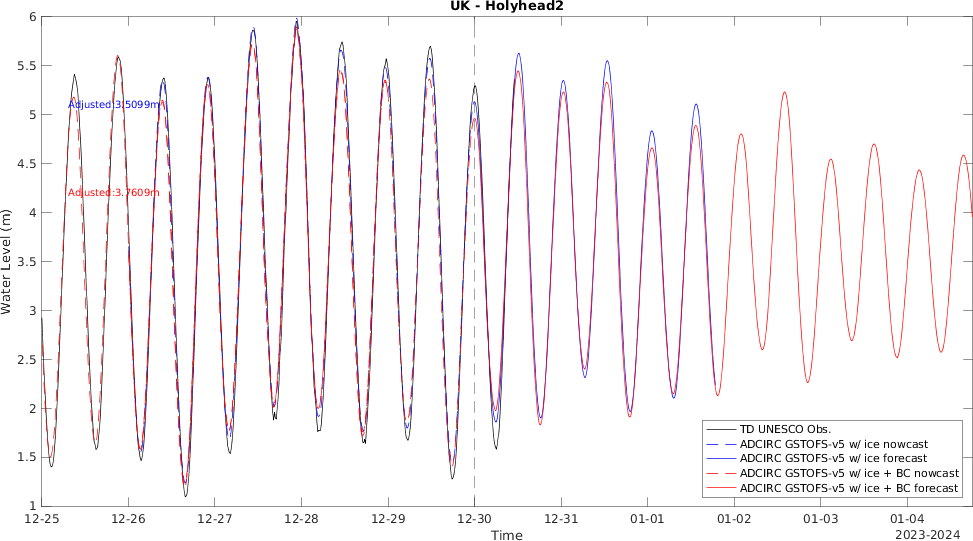 UK - Holyhead2
6
5.5
5
4.5
4
3.5
3
2.5
2
1.5
1
Water Level (m)
Adjusted:3.5099m
Adjusted:3.7609m
TD UNESCO Obs.
ADCIRC GSTOFS-v5 w/ ice nowcast
ADCIRC GSTOFS-v5 w/ ice forecast
ADCIRC GSTOFS-v5 w/ ice + BC nowcast
ADCIRC GSTOFS-v5 w/ ice + BC forecast
12-25 12-26 12-27 12-28 12-29 12-30 12-31 01-01 01-02 01-03 01-04
Time
2023-2024